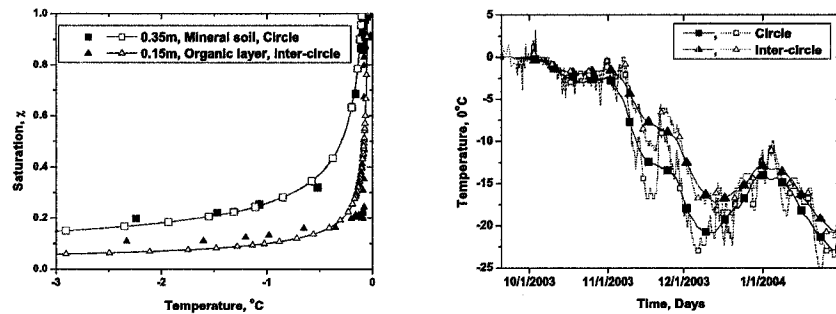 0.35m, Mineral soil, Circle
0.15m, Organic layer, Inter-circle
Saturation, χ
1.0
0.8
0.6
0.4
0.2
0.0
-3
-2
-1
0
Temperature, °C
Circle
Inter-circle
Temperature, 0°C
5
0
-5
-10
-15
-20
-25
10/1/2003
11/1/2003
12/1/2003
1/1/2004
Time, Days